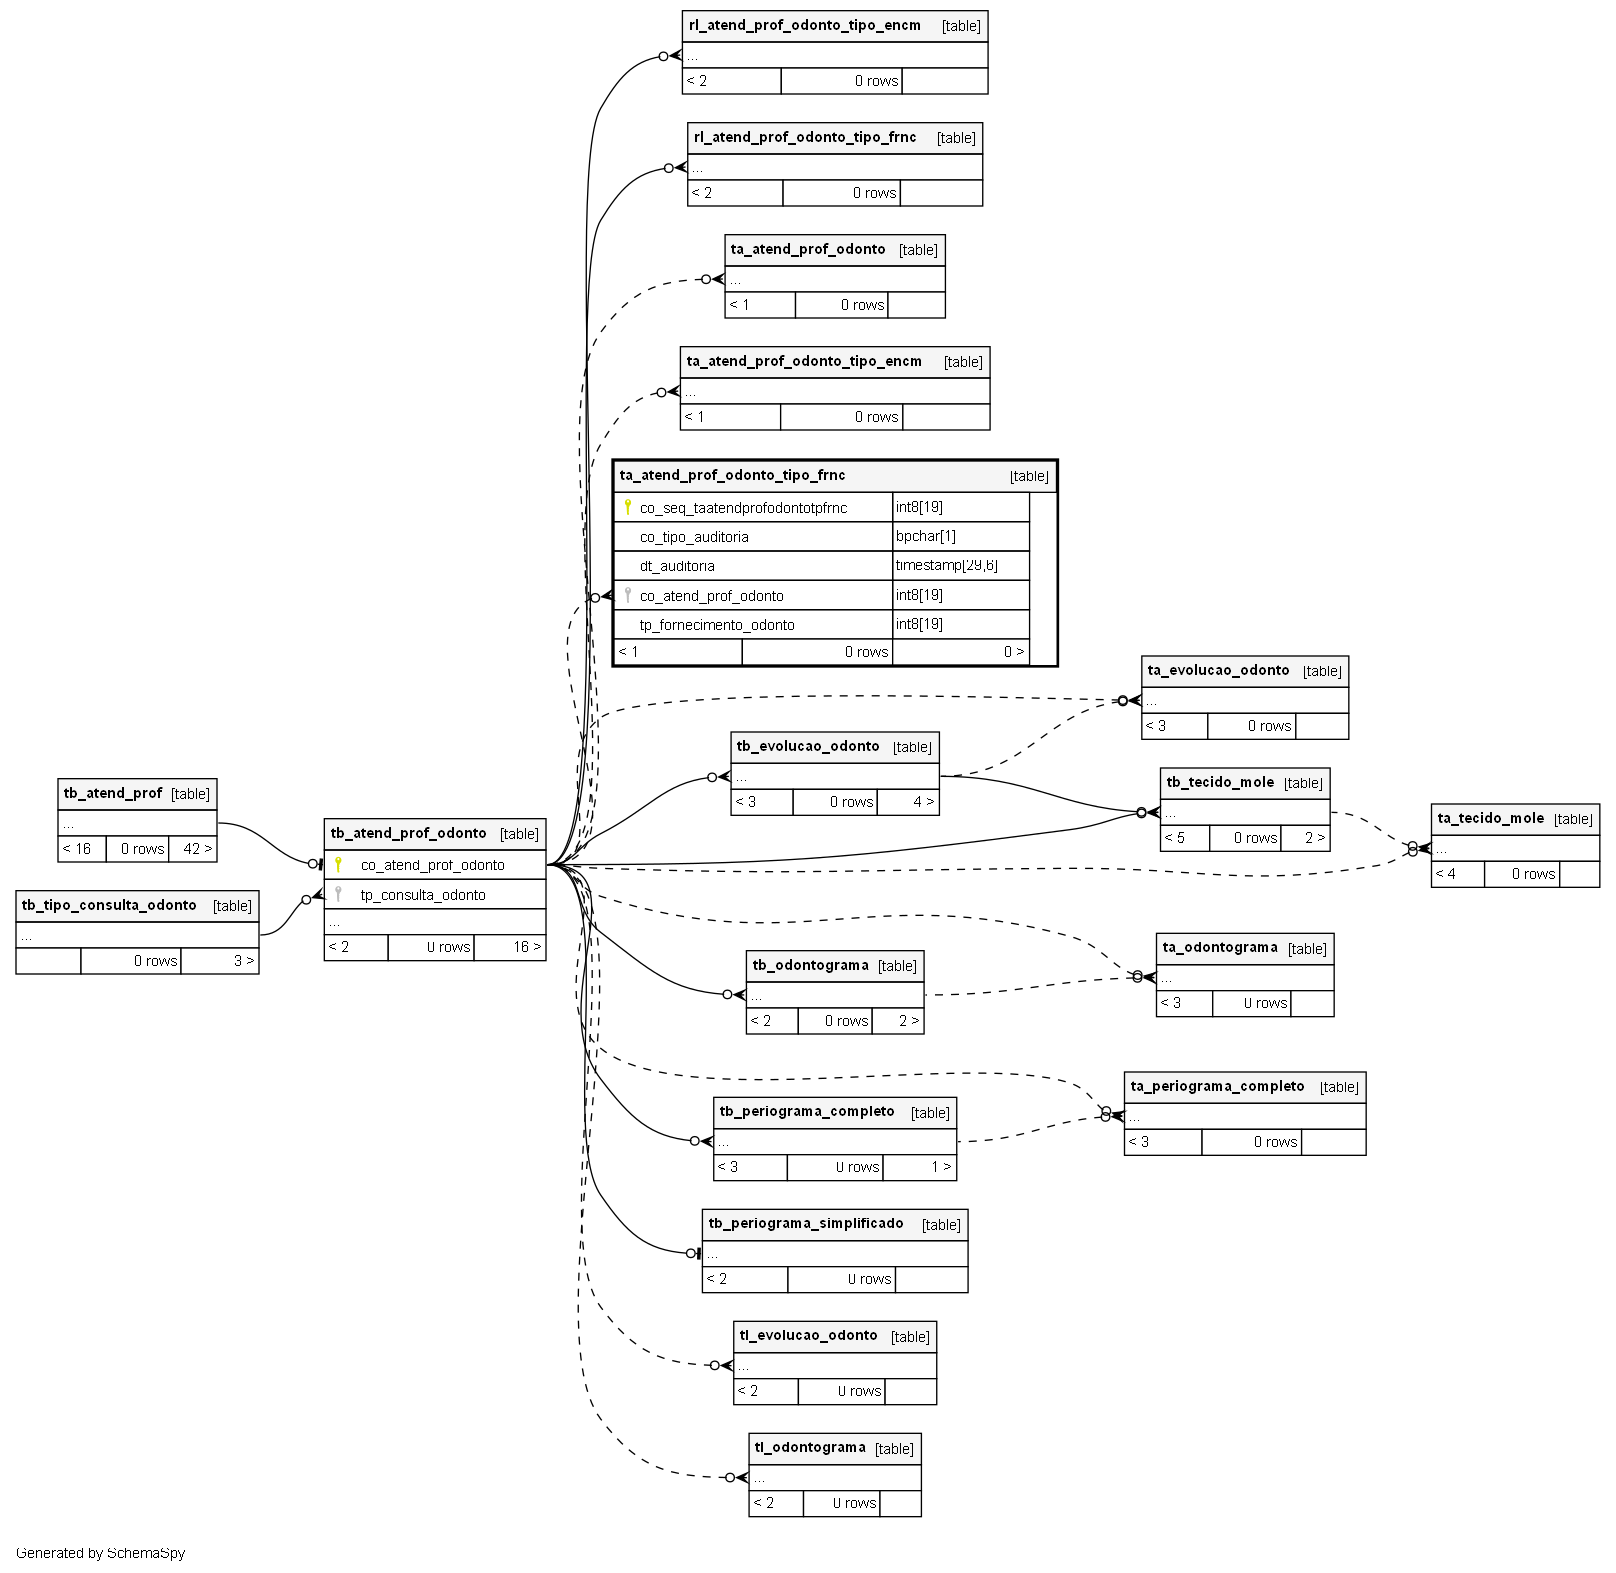 rl_atend_prof_odonto_tipo_encm [table]
...
< 2 0 rows
rl_atend_prof_odonto_tipo_frnc [table]
...
< 2 0 rows
ta_atend_prof_odonto [table]
...
< 1 0 rows
ta_atend_prof_odonto_tipo_encm [table]
...
< 1 0 rows
ta_atend_prof_odonto_tipo_frnc [table]
co_seq_taatendprofodontotpfrnc int8[19]
co_tipo_auditoria bpchar[1]
dt_auditoria timestamp[29,6]
co_atend_prof_odonto int8[19]
tp_fornecimento_odonto int8[19]
< 1 0 rows 0 >
ta_evolucao_odonto [table]
...
< 3 0 rows
tb_evolucao_odonto [table]
...
< 3 0 rows 4 >
tb_tecido_mole [table]
...
< 5 0 rows 2 >
ta_tecido_mole [table]
...
< 4 0 rows
tb_atend_prof [table]
...
< 16 0 rows 42 >
tb_atend_prof_odonto [table]
co_atend_prof_odonto
tp_consulta_odonto
...
< 2 0 rows 16 >
tb_tipo_consulta_odonto [table]
...
0 rows 3 >
ta_odontograma [table]
...
< 3 0 rows
tb_odontograma [table]
...
< 2 0 rows 2 >
ta_periograma_completo [table]
...
< 3 0 rows
tb_periograma_completo [table]
...
< 3 0 rows 1 >
tb_periograma_simplificado [table]
...
< 2 0 rows
tl_evolucao_odonto [table]
...
< 2 0 rows
tl_odontograma [table]
...
< 2 0 rows
Generated by SchemaSpy